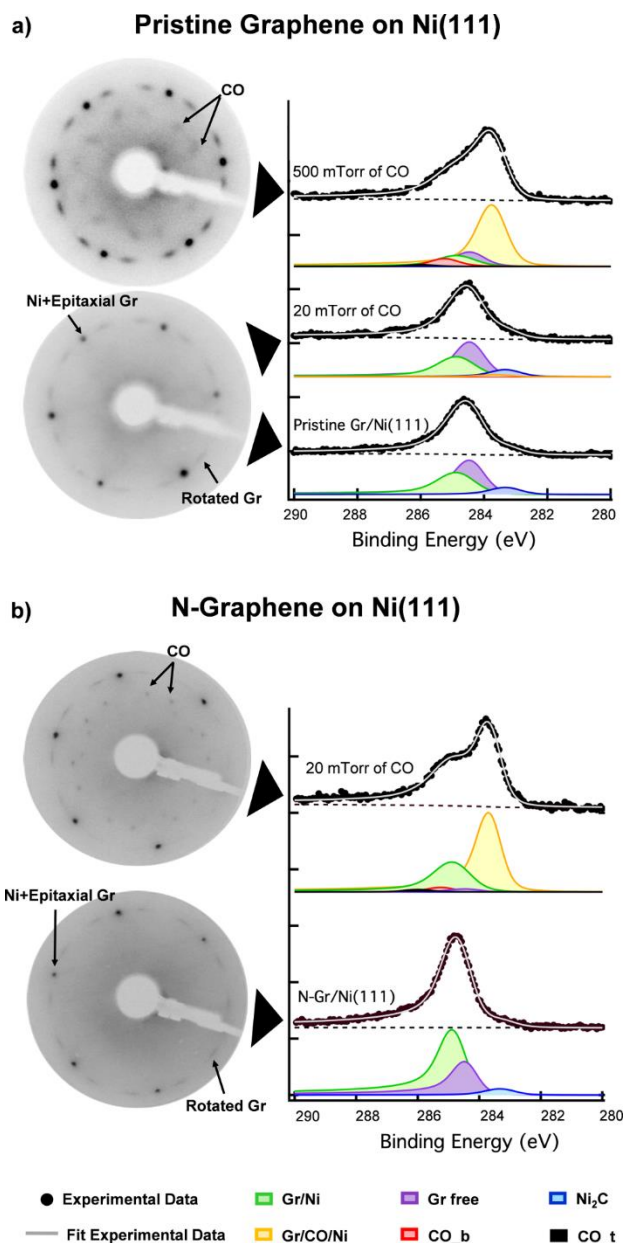 a) Pristine Graphene on Ni(111)
CO
500 mTorr of CO
Ni+Epitaxial Gr
20 mTorr of CO
Pristine Gr/Ni(111)
Rotated Gr
290 288 286 284 282 280
Binding Energy (eV)
b) N-Graphene on Ni(111)
CO
20 mTorr of CO
Ni+Epitaxial Gr
N-Gr/Ni(111)
Rotated Gr
290 288 286 284 282 280
Binding Energy (eV)
Experimental Data Gr/Ni Gr free Ni₂C
Fit Experimental Data Gr/CO/Ni CO b CO t